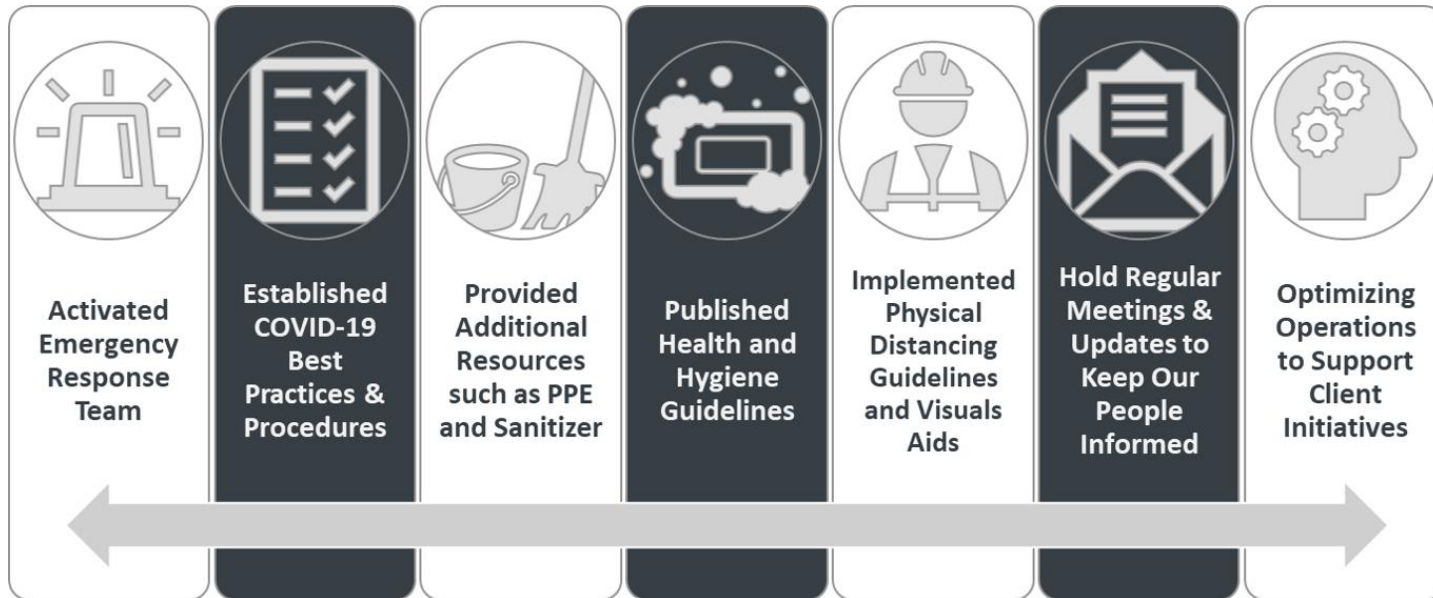 Activated
Emergency
Response
Team
Established
COVID-19
Best
Practices &
Procedures
Provided
Additional
Resources
such as PPE
and Sanitizer
Published
Health and
Hygiene
Guidelines
Implemented
Physical
Distancing
Guidelines
and Visuals
Aids
Hold Regular
Meetings &
Updates to
Keep Our
People
Informed
Optimizing
Operations
to Support
Client
Initiatives